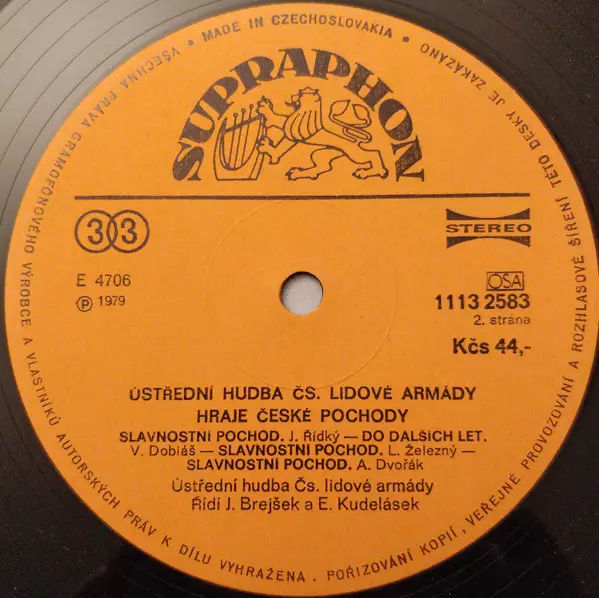 MADE IN CZECHOSLOVAKIA • VŠECHNA PRÁVA GRAMOFONOVÉHO VÝROBCE A VLASTNÍKŮ AUTORSKÝCH PRÁV K DÍLU VYHRAŽENA. POŘIZOVÁNÍ KOPIÍ, VEŘEJNÉ PROVOZOVÁNÍ A ROZHLASOVÉ ŠÍŘENÍ TÉTO DESKY JE ZAKÁZÁNO •
SUPRAPHON
33
STEREO
E 4706
OSA
℗ 1979
1113 2583
2. strana
Kčs 44,-
ÚSTŘEDNÍ HUDBA ČS. LIDOVÉ ARMÁDY
HRAJE ČESKÉ POCHODY
SLAVNOSTNÍ POCHOD. J. Řídký — DO DALŠICH LET.
V. Dobiáš — SLAVNOSTNÍ POCHOD. L. Železný —
SLAVNOSTNÍ POCHOD. A. Dvořák
Ústřední hudba Čs. lidové armády
Řídí J. Brejšek a E. Kudelásek